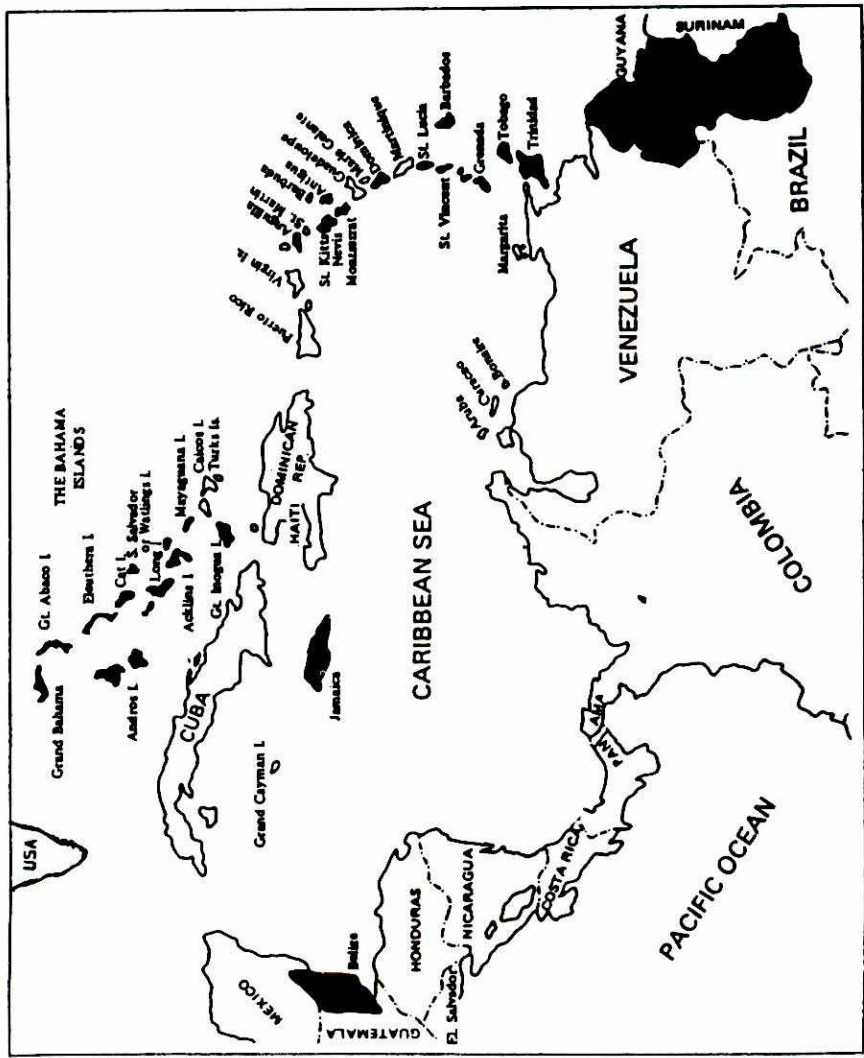 USA
Grand Bahama
Gt. Abaco I
THE BAHAMA
ISLANDS
Eleuthera I
Andros I.
Cat I
S. Salvador
or Watlings I.
Long I
Acklins I
Mayaguana I.
Caicos I.
Turks Is.
Gt. Inogua I.
MEXICO
CUBA
Grand Cayman I.
Jamaica
HAITI
DOMINICAN
REP.
Puerto Rico
Virgin Is.
Anguilla
St. Martin
Barbuda
Antigua
Guadeloupe
Marie Galante
Dominica
Martinique
St. Kitts
Nevis
Montserrat
St. Lucia
Barbados
St. Vincent
Grenada
Tobago
Trinidad
Margarita
Belize
GUATEMALA
HONDURAS
El Salvador
NICARAGUA
COSTA RICA
PANAMA
CARIBBEAN SEA
Aruba
Curacao
Bonaire
PACIFIC OCEAN
COLOMBIA
VENEZUELA
BRAZIL
GUYANA
SURINAM